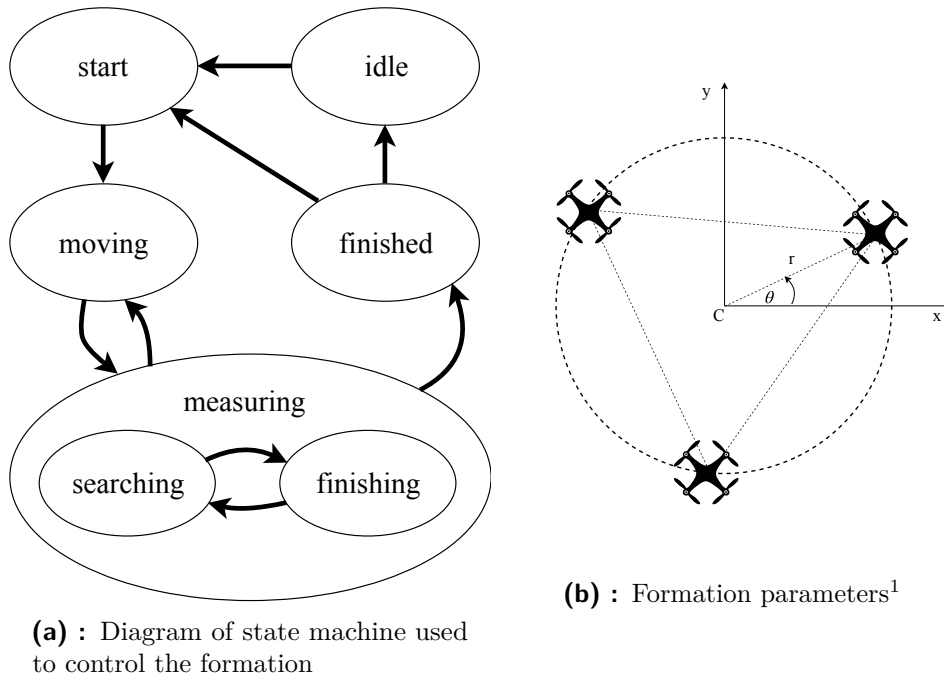 start
idle
moving
finished
measuring
searching
finishing
(a) : Diagram of state machine used
to control the formation
y
r
θ
C
x
(b) : Formation parameters¹